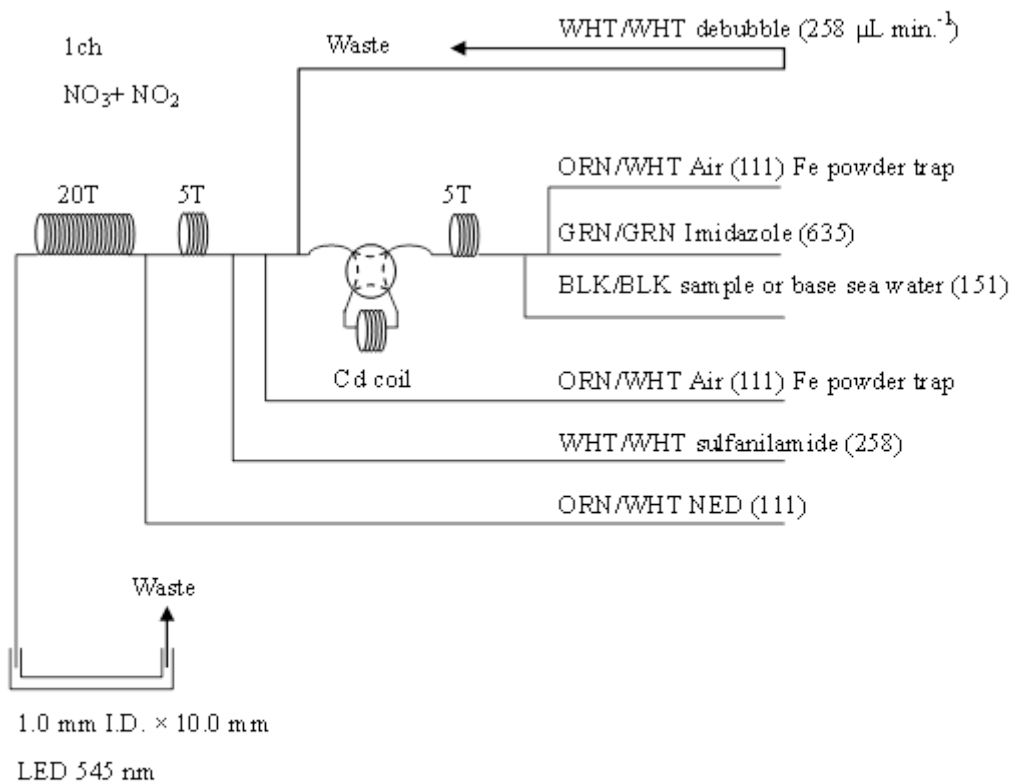 1ch
NO₃+ NO₂
Waste
WHT/WHT debubble (258 μL min.⁻¹)
20T
5T
5T
ORN/WHT Air (111) Fe powder trap
GRN/GRN Imidazole (635)
BLK/BLK sample or base sea water (151)
Cd coil
ORN/WHT Air (111) Fe powder trap
WHT/WHT sulfanilamide (258)
ORN/WHT NED (111)
Waste
1.0 mm I.D. × 10.0 mm
LED 545 nm